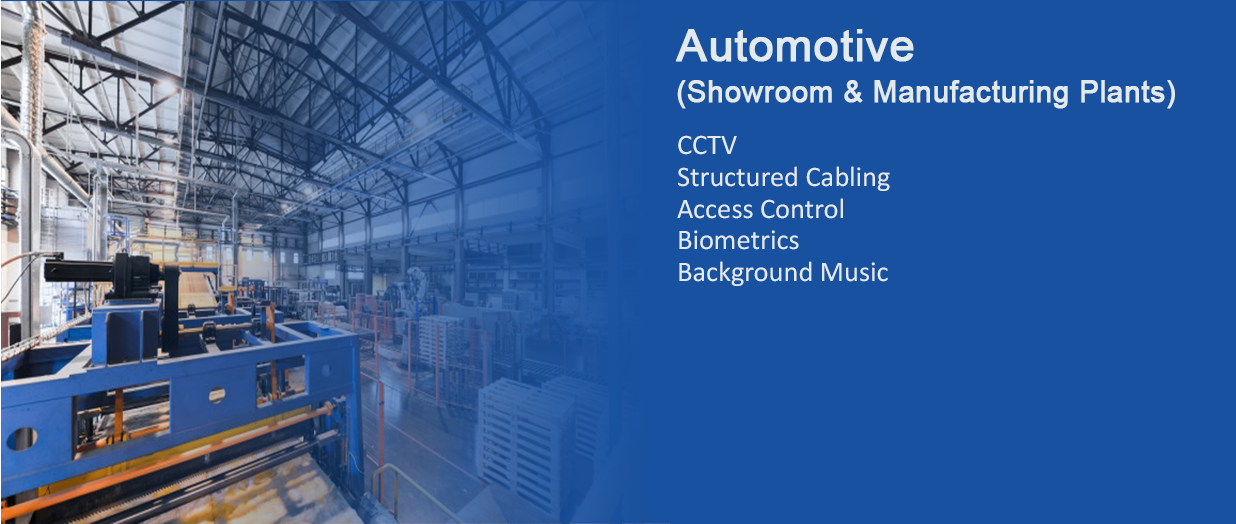 Automotive
(Showroom & Manufacturing Plants)
CCTV
Structured Cabling
Access Control
Biometrics
Background Music